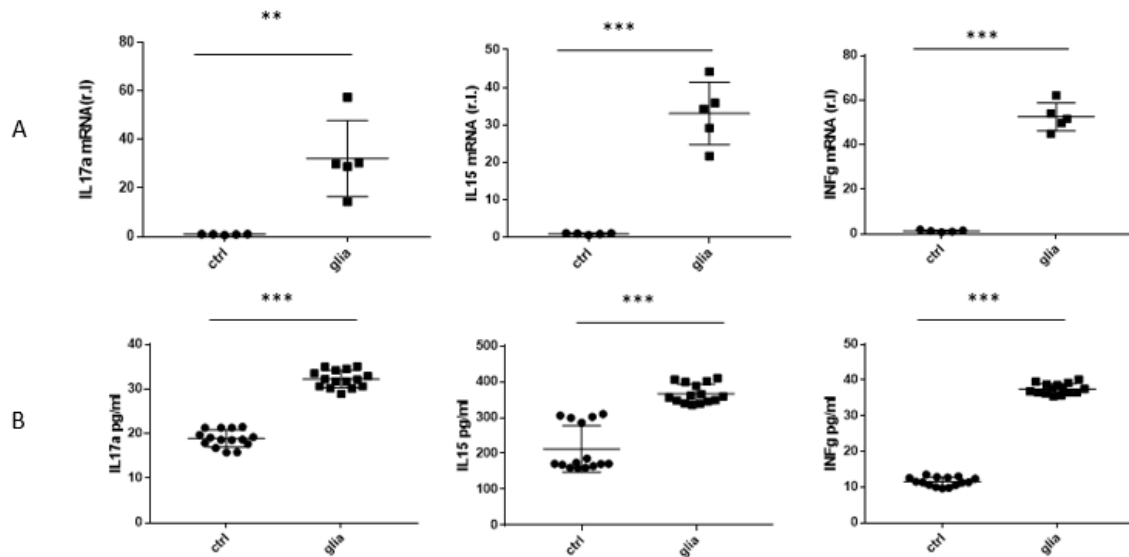 A
**
IL17a mRNA(r.l)
80
60
40
20
0
ctrl
glia
***
IL15 mRNA (r.l.)
50
40
30
20
10
0
ctrl
glia
***
INFg mRNA (r.l)
80
60
40
20
0
ctrl
glia
B
***
IL17a pg/ml
40
30
20
10
0
ctrl
glia
***
IL15 pg/ml
500
400
300
200
100
0
ctrl
glia
***
INFg pg/ml
50
40
30
20
10
0
ctrl
glia